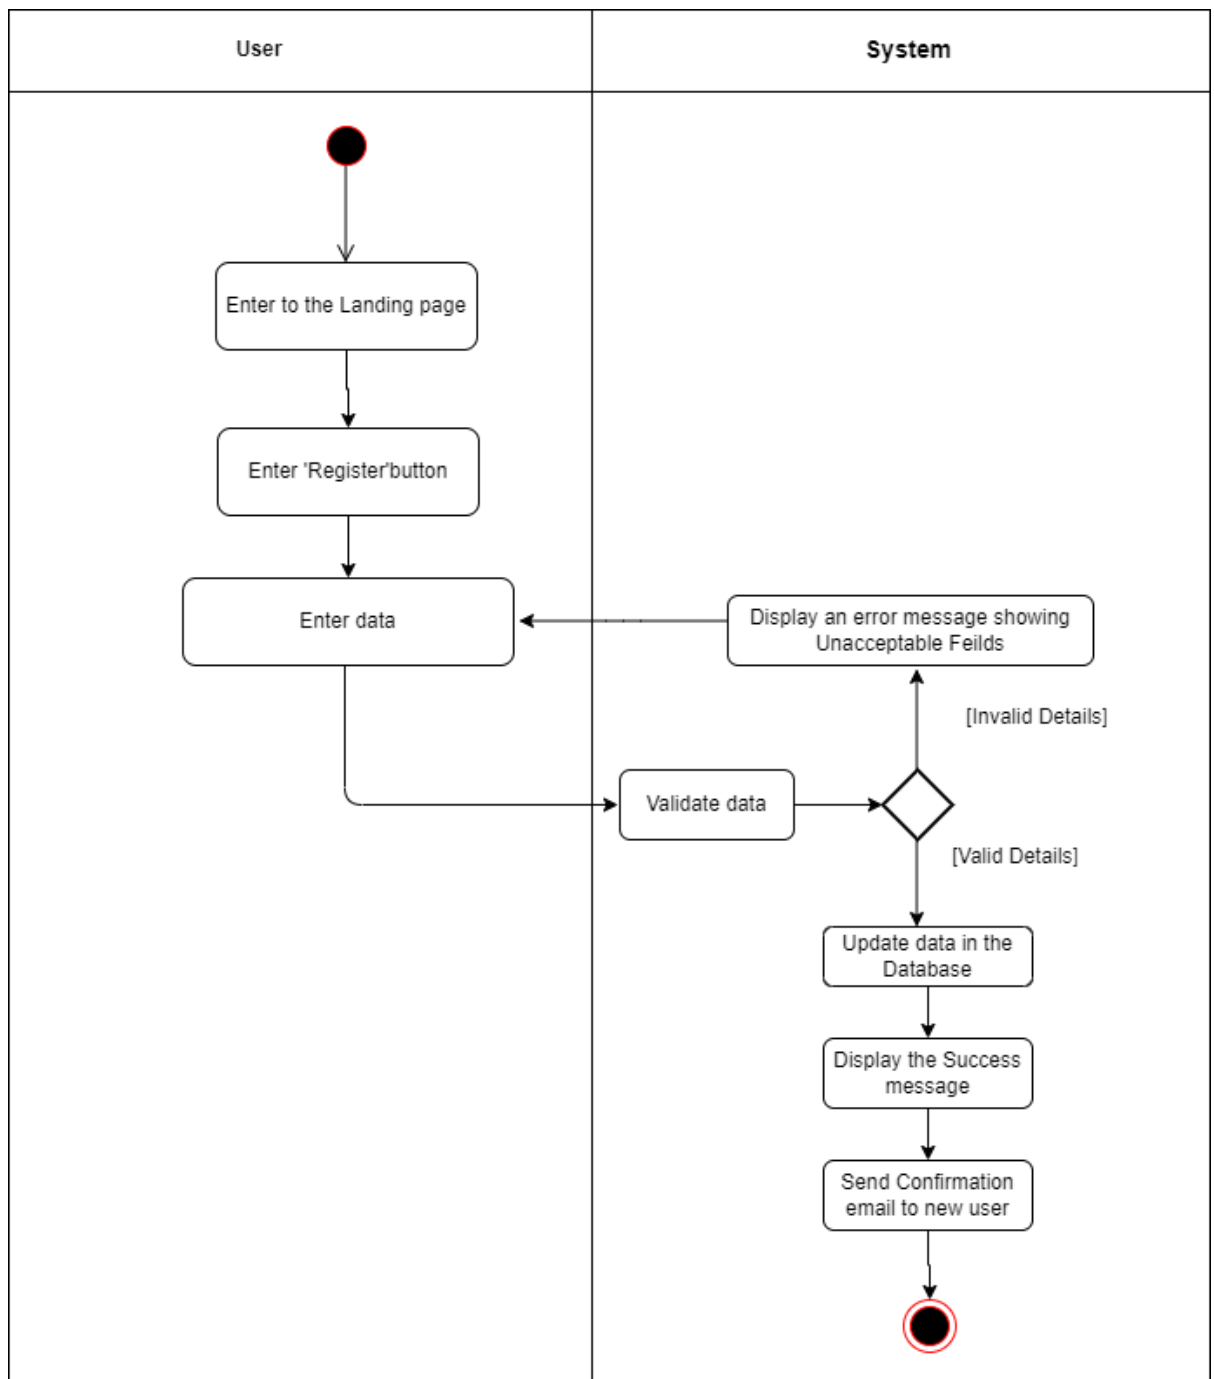 User
System
Enter to the Landing page
Enter 'Register'button
Enter data
Display an error message showing
Unacceptable Feilds
[Invalid Details]
Validate data
[Valid Details]
Update data in the
Database
Display the Success
message
Send Confirmation
email to new user